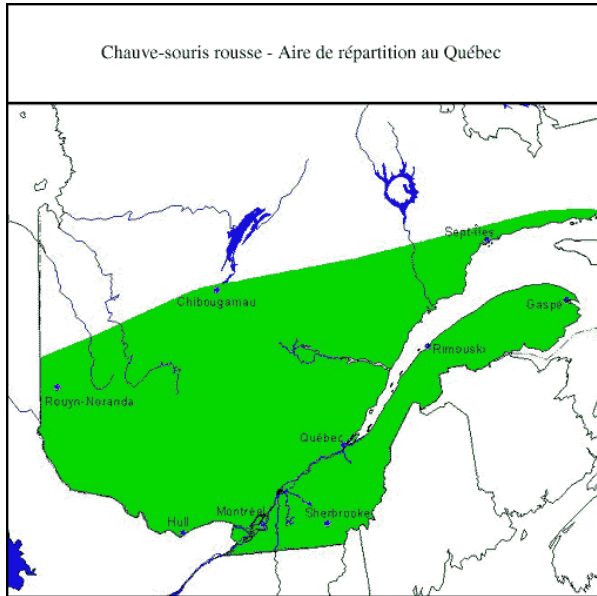 Chauve-souris rousse - Aire de répartition au Québec
Sept-Îles
Chibougamau
Gaspé
Rimouski
Rouyn-Noranda
Québec
Montréal
Sherbrooke
Hull